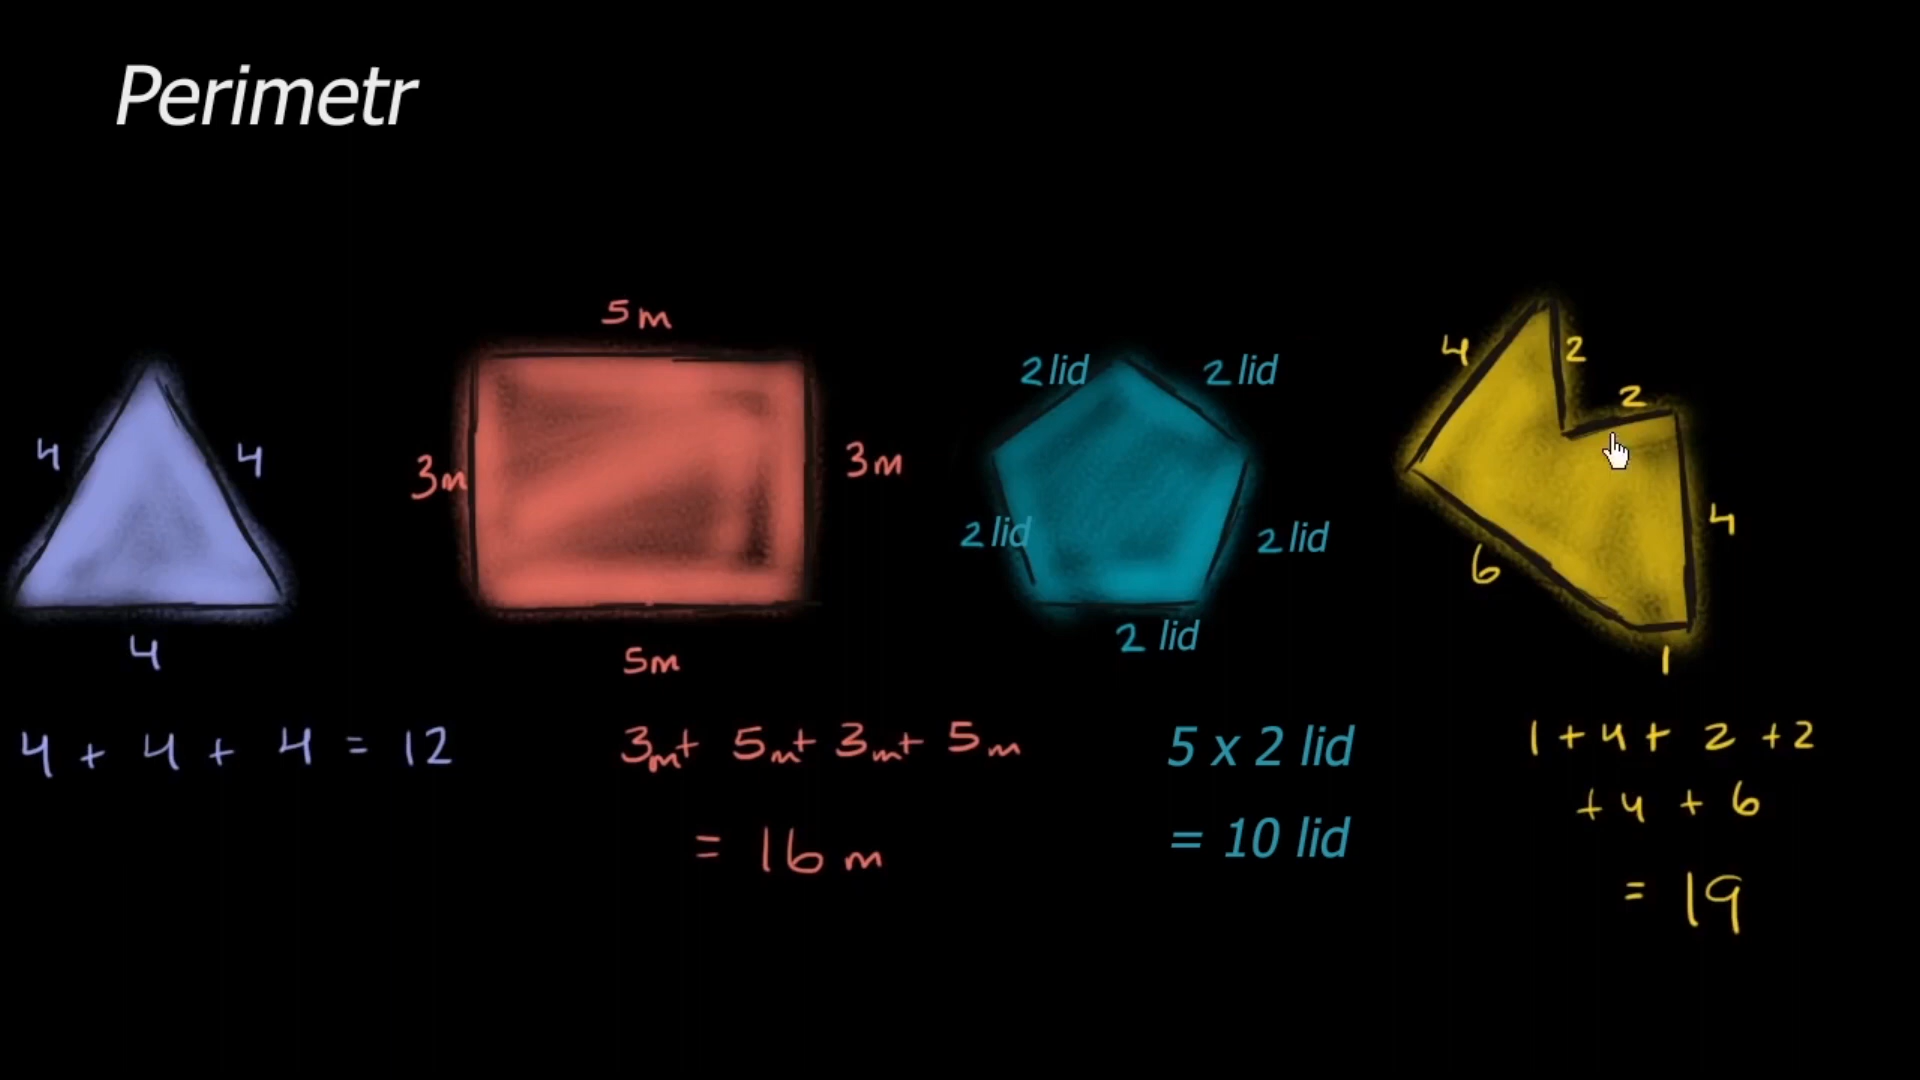 Perimetr
4
4
4
4 + 4 + 4 = 12
5m
3m
3m
5m
3m+ 5m+ 3m+ 5m
= 16 m
2 lid
2 lid
2 lid
2 lid
2 lid
5 x 2 lid
= 10 lid
4
2
2
4
6
1
1 + 4 + 2 + 2
+ 4 + 6
= 19